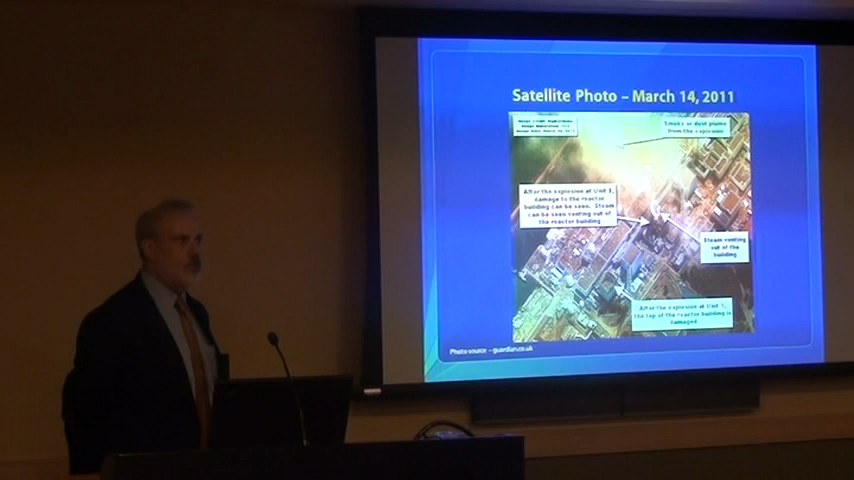 Satellite Photo – March 14, 2011
Smoke or dust plume
from the explosion
After the explosion at Unit 3,
damage to the reactor
building can be seen. Steam
can be seen venting out of
the reactor building
Steam venting
out of the
building
After the explosion at Unit 1,
the top of the reactor building is
damaged
Photo source – guardian.co.uk